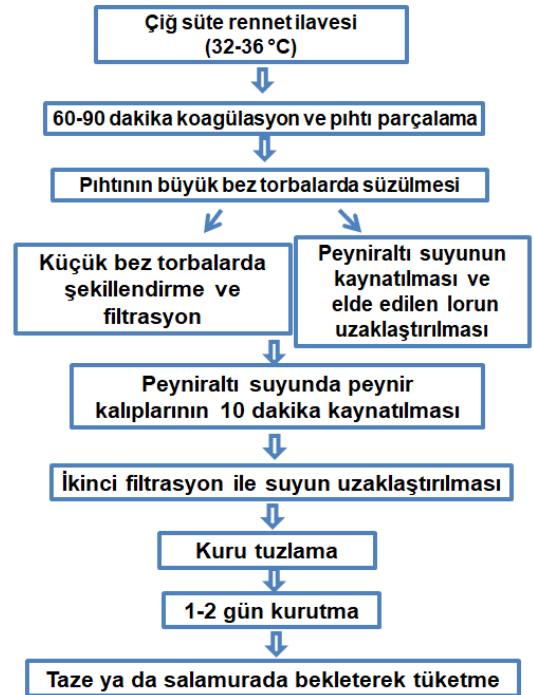 Çiğ süte rennet ilavesi
(32-36 °C)
60-90 dakika koagülasyon ve pıhtı parçalama
Pıhtının büyük bez torbalarda süzülmesi
Küçük bez torbalarda
şekillendirme ve
filtrasyon
Peyniraltı suyunun
kaynatılması ve
elde edilen lorun
uzaklaştırılması
Peyniraltı suyunda peynir
kalıplarının 10 dakika kaynatılması
İkinci filtrasyon ile suyun uzaklaştırılması
Kuru tuzlama
1-2 gün kurutma
Taze ya da salamurada bekleterek tüketme